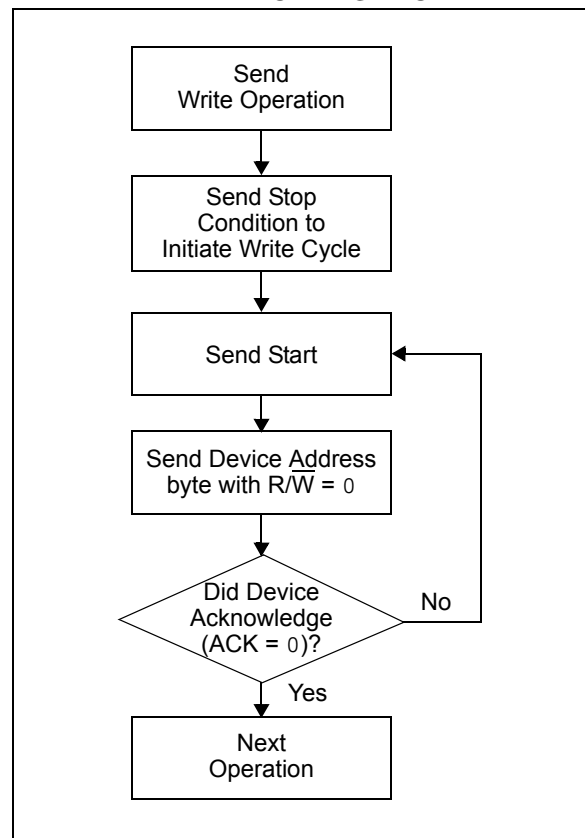 Send
Write Operation
Send Stop
Condition to
Initiate Write Cycle
Send Start
Send Device Address
byte with R/W̅ = 0
Did Device
Acknowledge
(ACK = 0)?
No
Yes
Next
Operation